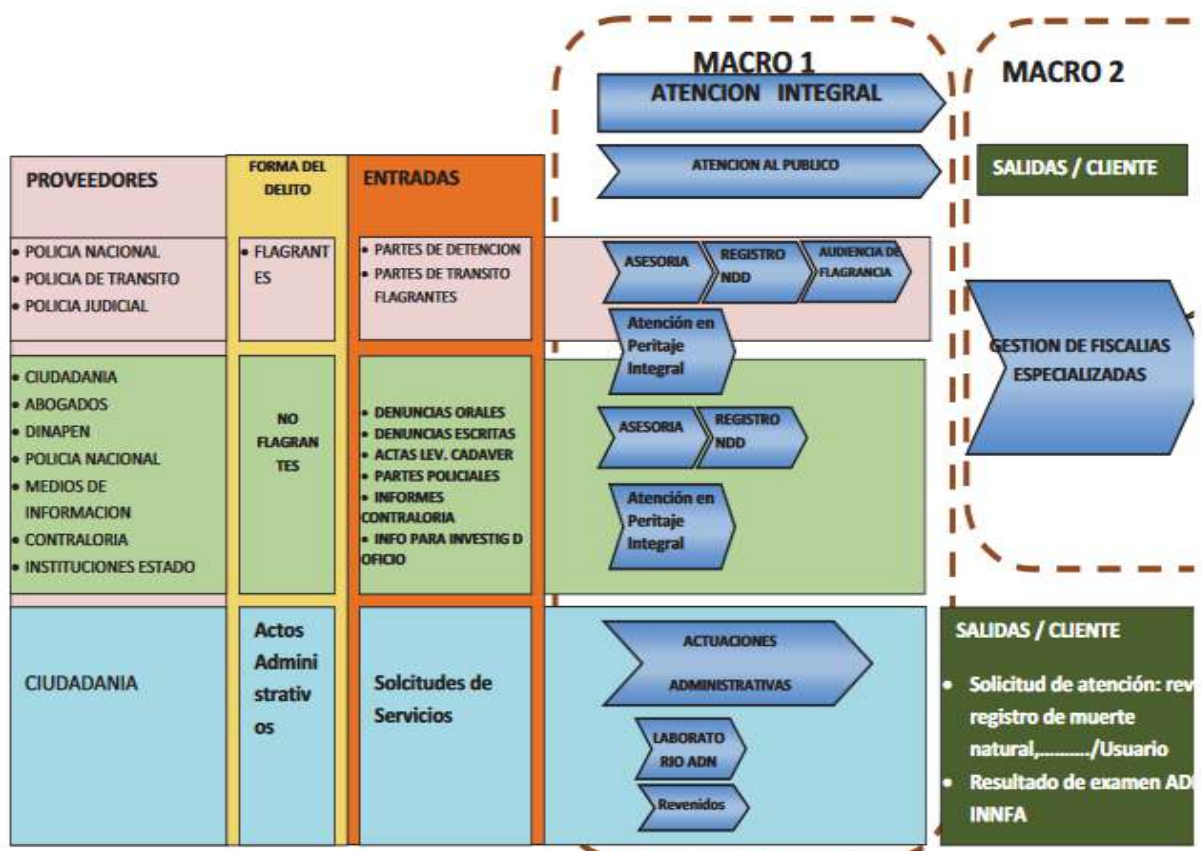 MACRO 1
ATENCION INTEGRAL
MACRO 2
ATENCION AL PUBLICO
SALIDAS / CLIENTE
PROVEEDORES
FORMA DEL
DELITO
ENTRADAS
• POLICIA NACIONAL
• POLICIA DE TRANSITO
• POLICIA JUDICIAL
• FLAGRANT
ES
• PARTES DE DETENCION
• PARTES DE TRANSITO
FLAGRANTES
ASESORIA
REGISTRO
NDD
AUDIENCIA DE
FLAGRANCIA
Atención en
Peritaje
Integral
GESTION DE FISCALIAS
ESPECIALIZADAS
• CIUDADANIA
• ABOGADOS
• DINAPEN
• POLICIA NACIONAL
• MEDIOS DE
INFORMACION
• CONTRALORIA
• INSTITUCIONES ESTADO
NO
FLAGRAN
TES
• DENUNCIAS ORALES
• DENUNCIAS ESCRITAS
• ACTAS LEV. CADAVER
• PARTES POLICIALES
• INFORMES
CONTRALORIA
• INFO PARA INVESTIG D
OFICIO
ASESORIA
REGISTRO
NDD
Atención en
Peritaje
Integral
CIUDADANIA
Actos
Admini
strativ
os
Solcitudes de
Servicios
ACTUACIONES
ADMINISTRATIVAS
LABORATO
RIO ADN
Revenidos
SALIDAS / CLIENTE
• Solicitud de atención:
registro de muerte
natural,........../Usuario
• Resultado de examen
INNFA